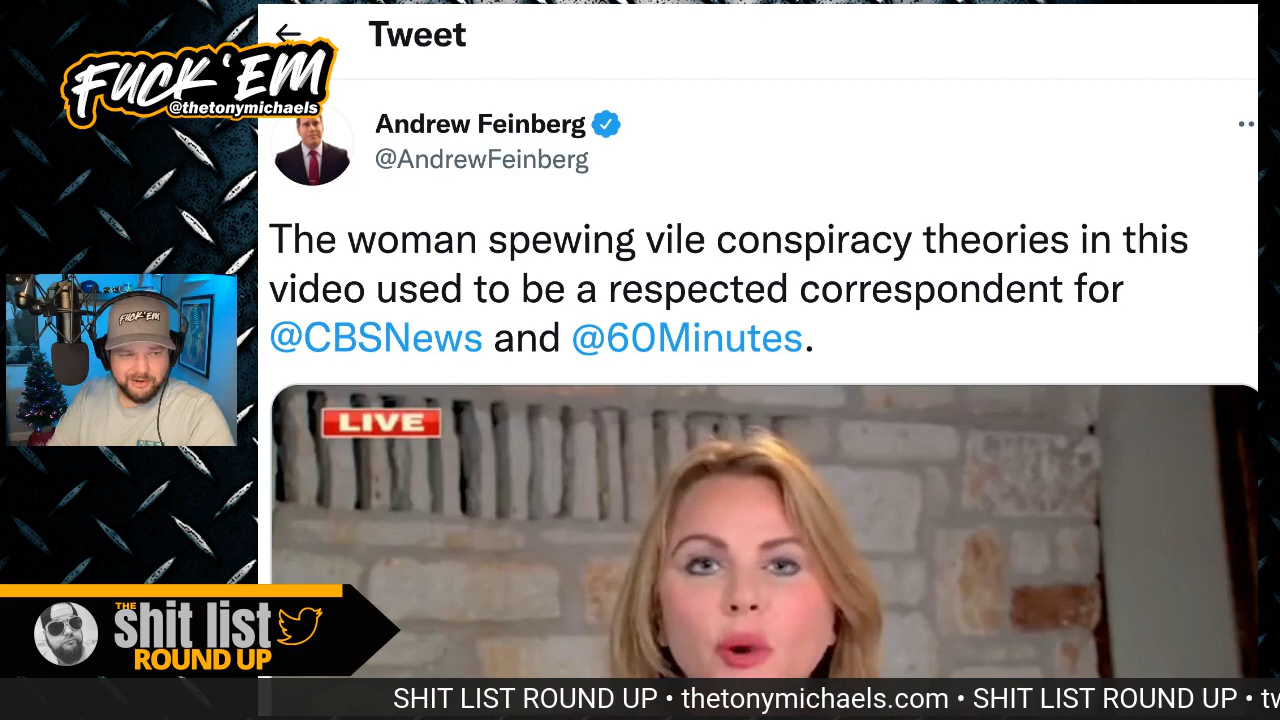 Tweet
FUCK 'EM
@thetonymichaels
Andrew Feinberg
@AndrewFeinberg
The woman spewing vile conspiracy theories in this
video used to be a respected correspondent for
@CBSNews and @60Minutes.
FUCK'EM
LIVE
THE
shit list
ROUND UP
SHIT LIST ROUND UP • thetonymichaels.com • SHIT LIST ROUND UP • tw